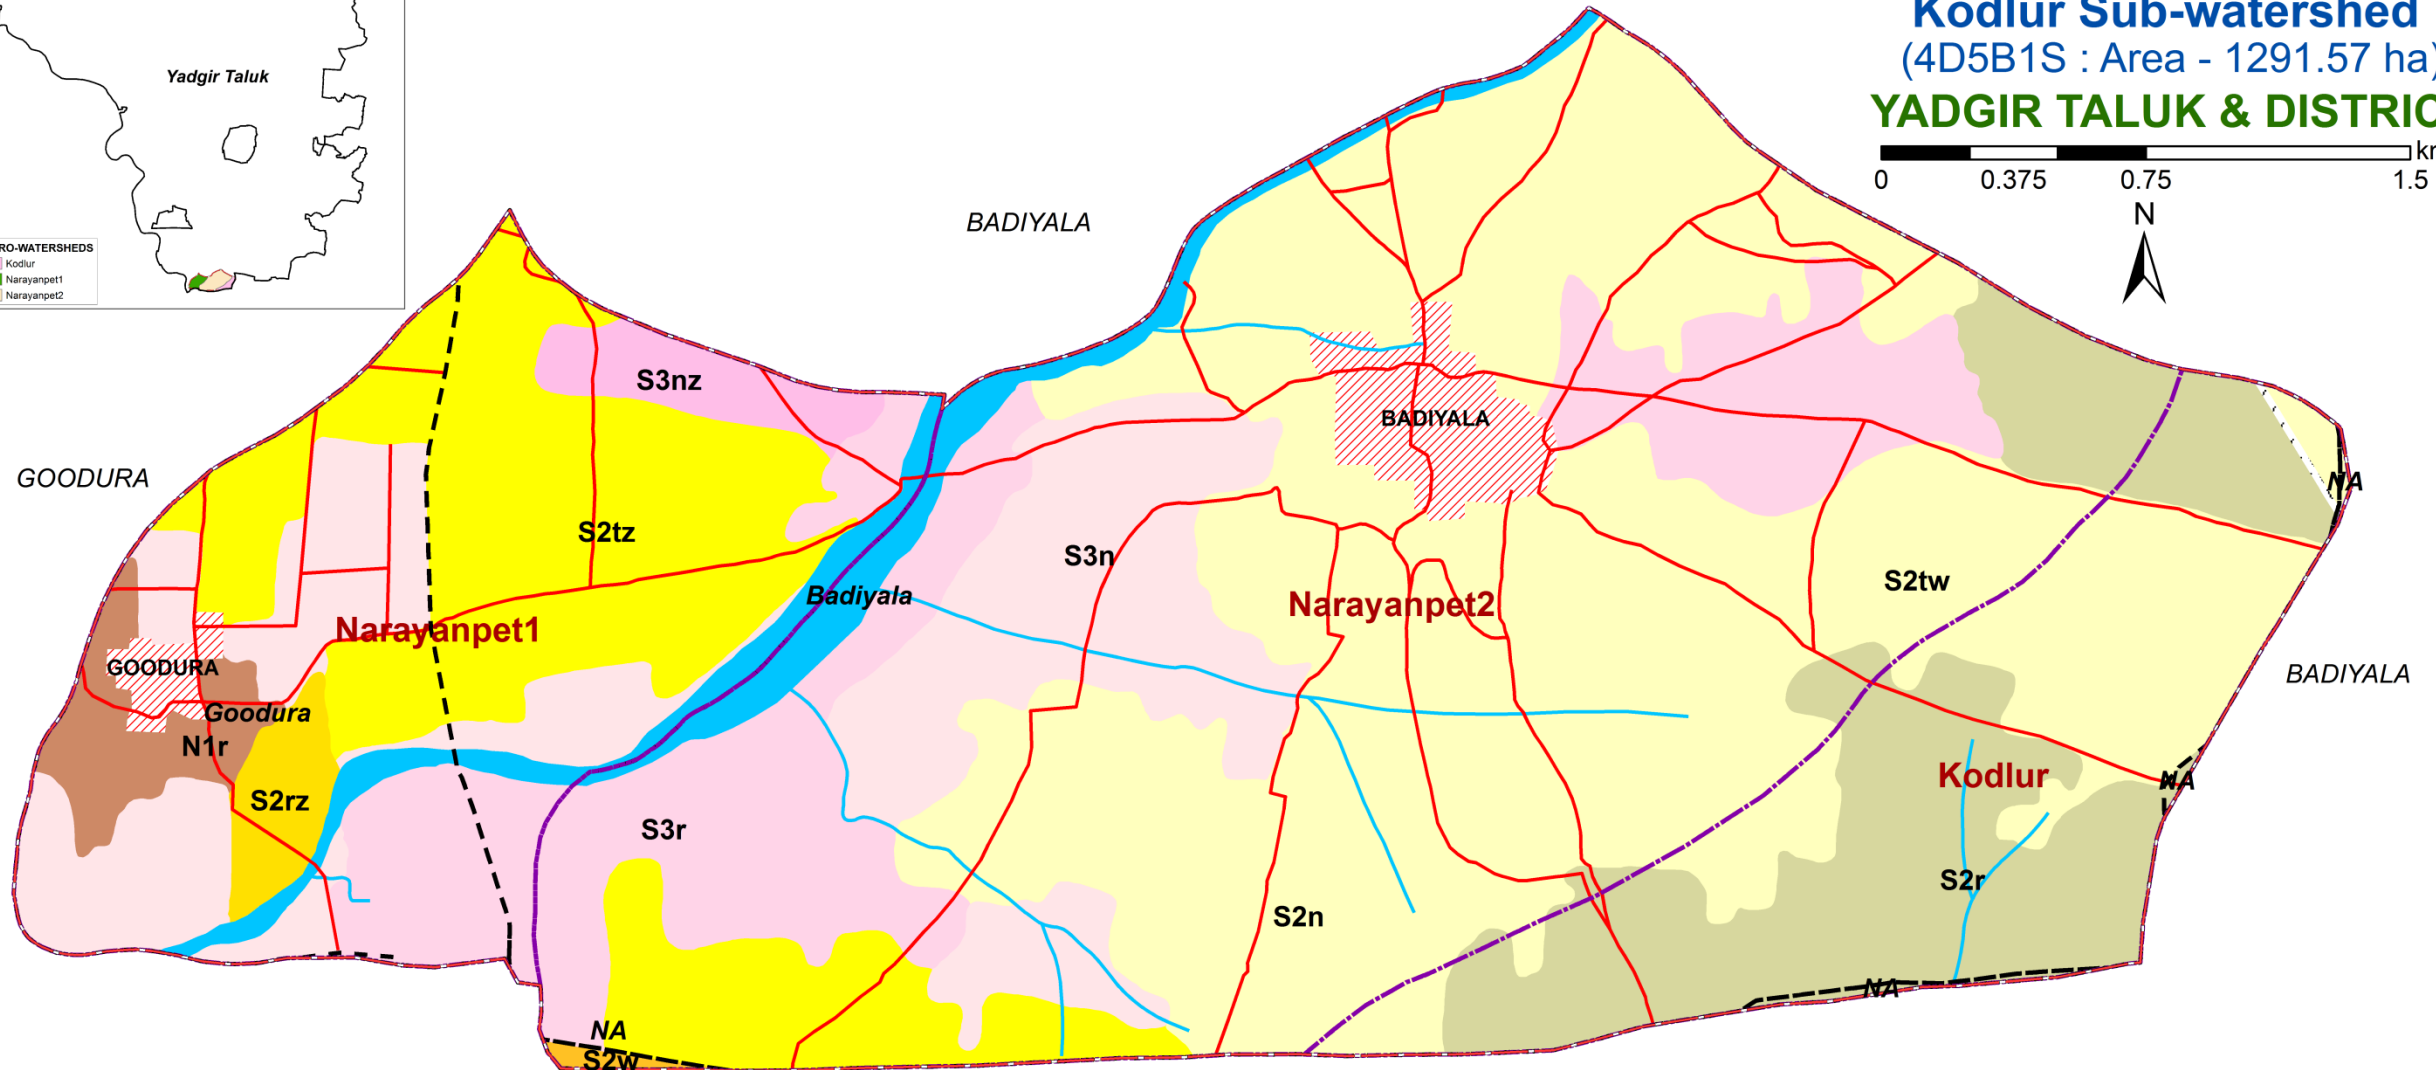 Kodlur Sub-watershed
(4D5B1S : Area - 1291.57 ha)
YADGIR TALUK & DISTRIC
km
0 0.375 0.75 1.5
N
Yadgir Taluk
RO-WATERSHEDS
Kodlur
Narayanpet1
Narayanpet2
BADIYALA
GOODURA
S3nz
BADIYALA
NA
S2tz
S3n
S2tw
Badiyala
Narayanpet2
Narayanpet1
GOODURA
BADIYALA
Goodura
N1r
Kodlur
NA
S2rz
S3r
S2r
S2n
NA
NA
S2w